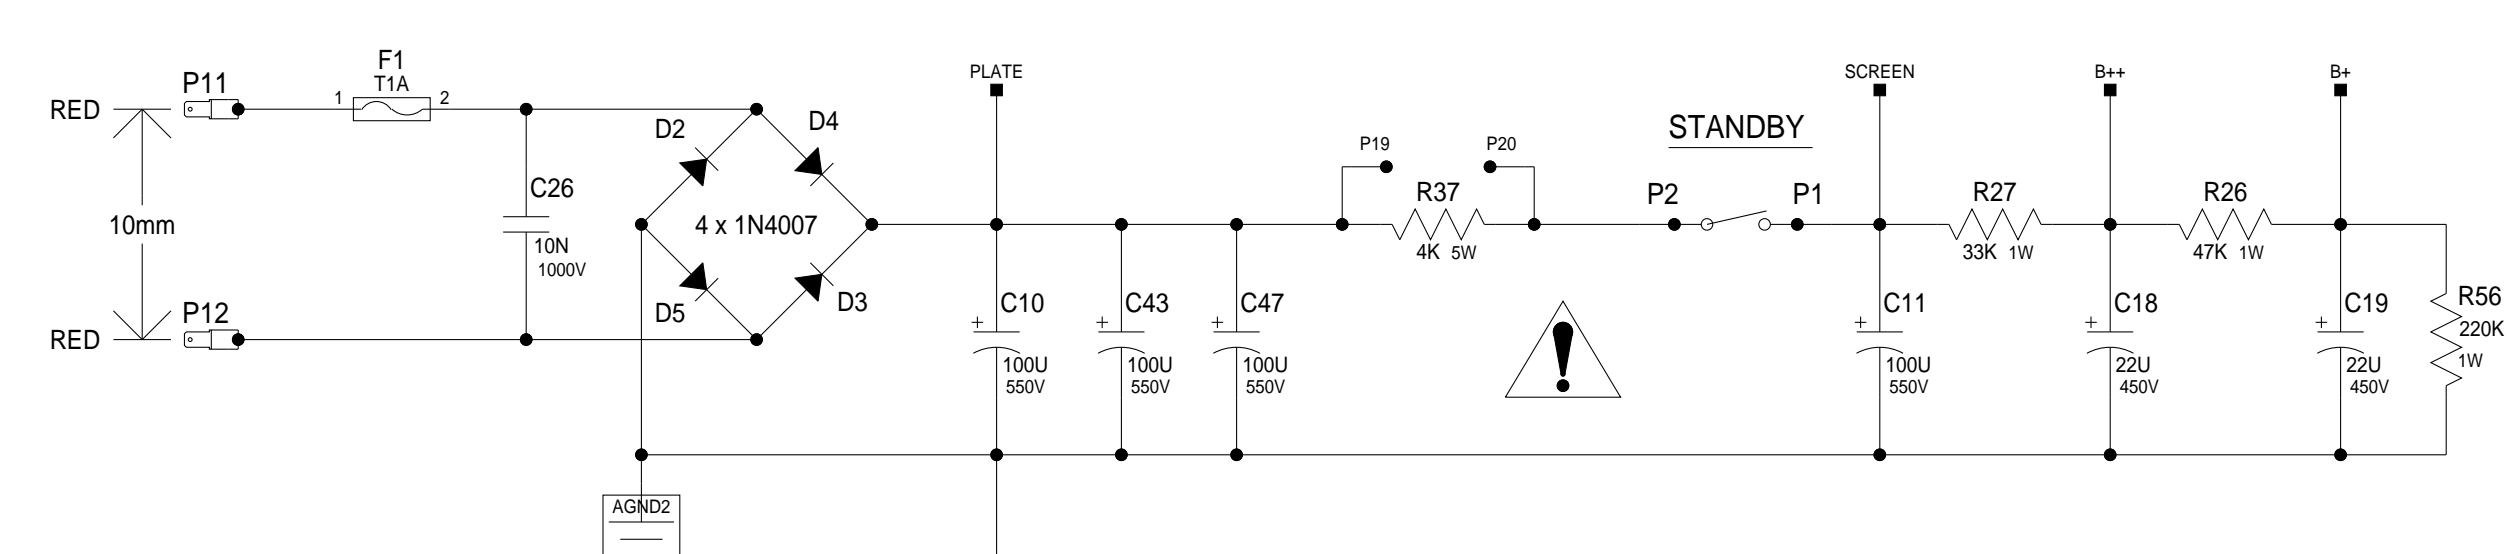 F1
T1A
P11
1
2
RED
10mm
P12
RED
C26
10N
1000V
D2
D4
4 x 1N4007
D5
D3
AGND2
PLATE
C10
+
100U
550V
C43
+
100U
550V
C47
+
100U
550V
P19
P20
R37
4K 5W
STANDBY
P2
P1
!
SCREEN
C11
+
100U
550V
R27
33K 1W
B++
C18
+
22U
450V
R26
47K 1W
B+
C19
+
22U
450V
R56
220K
1W